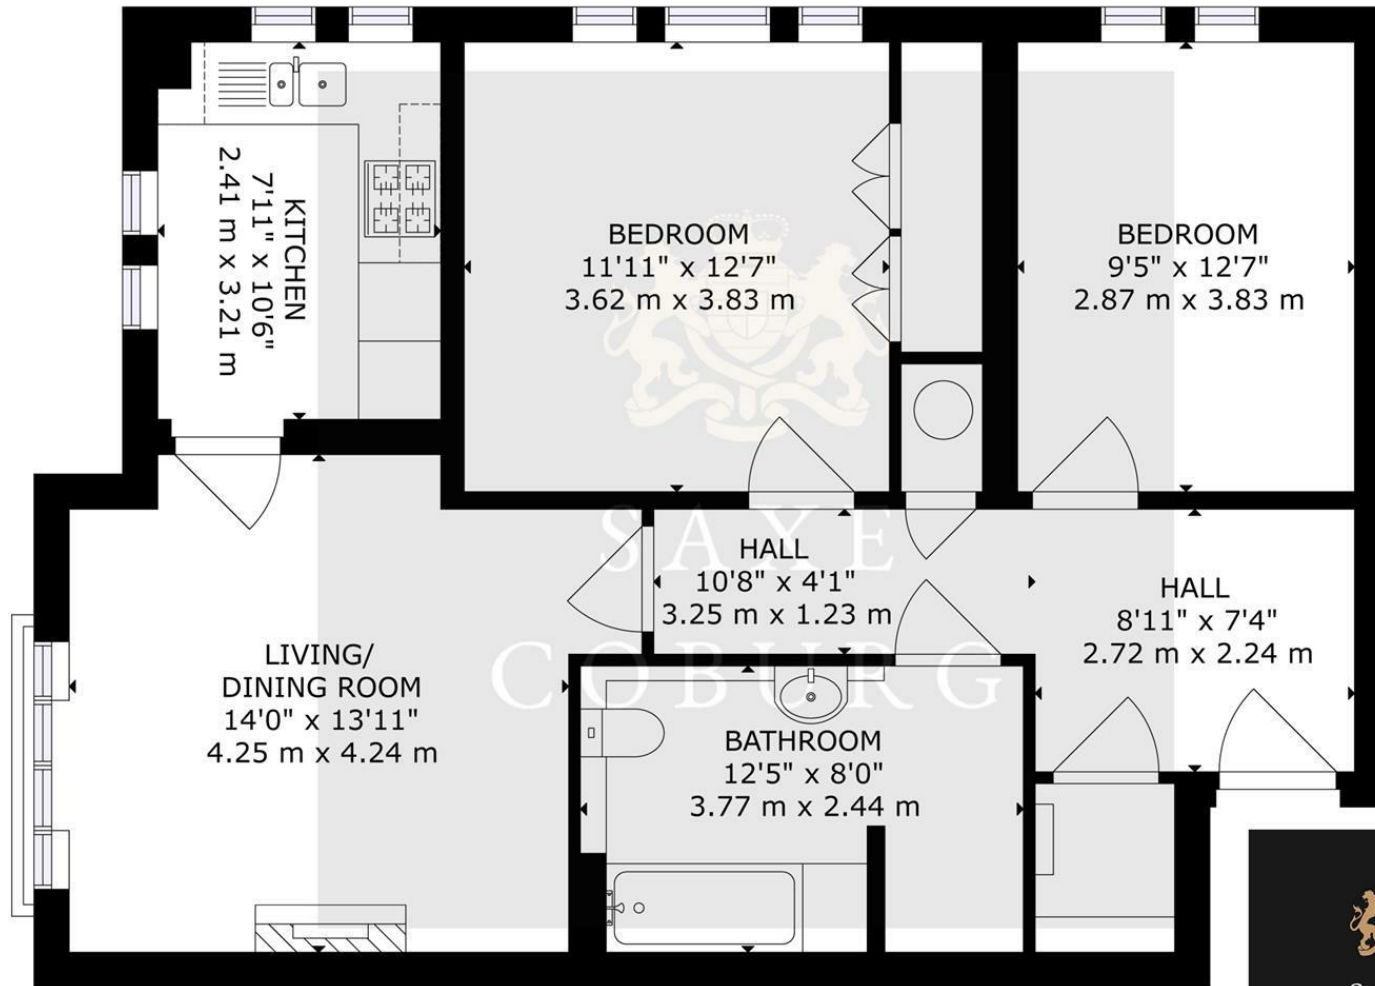 KITCHEN
7'11" x 10'6"
2.41 m x 3.21 m
BEDROOM
11'11" x 12'7"
3.62 m x 3.83 m
BEDROOM
9'5" x 12'7"
2.87 m x 3.83 m
SAXE
COBURG
HALL
10'8" x 4'1"
3.25 m x 1.23 m
HALL
8'11" x 7'4"
2.72 m x 2.24 m
LIVING/
DINING ROOM
14'0" x 13'11"
4.25 m x 4.24 m
BATHROOM
12'5" x 8'0"
3.77 m x 2.44 m